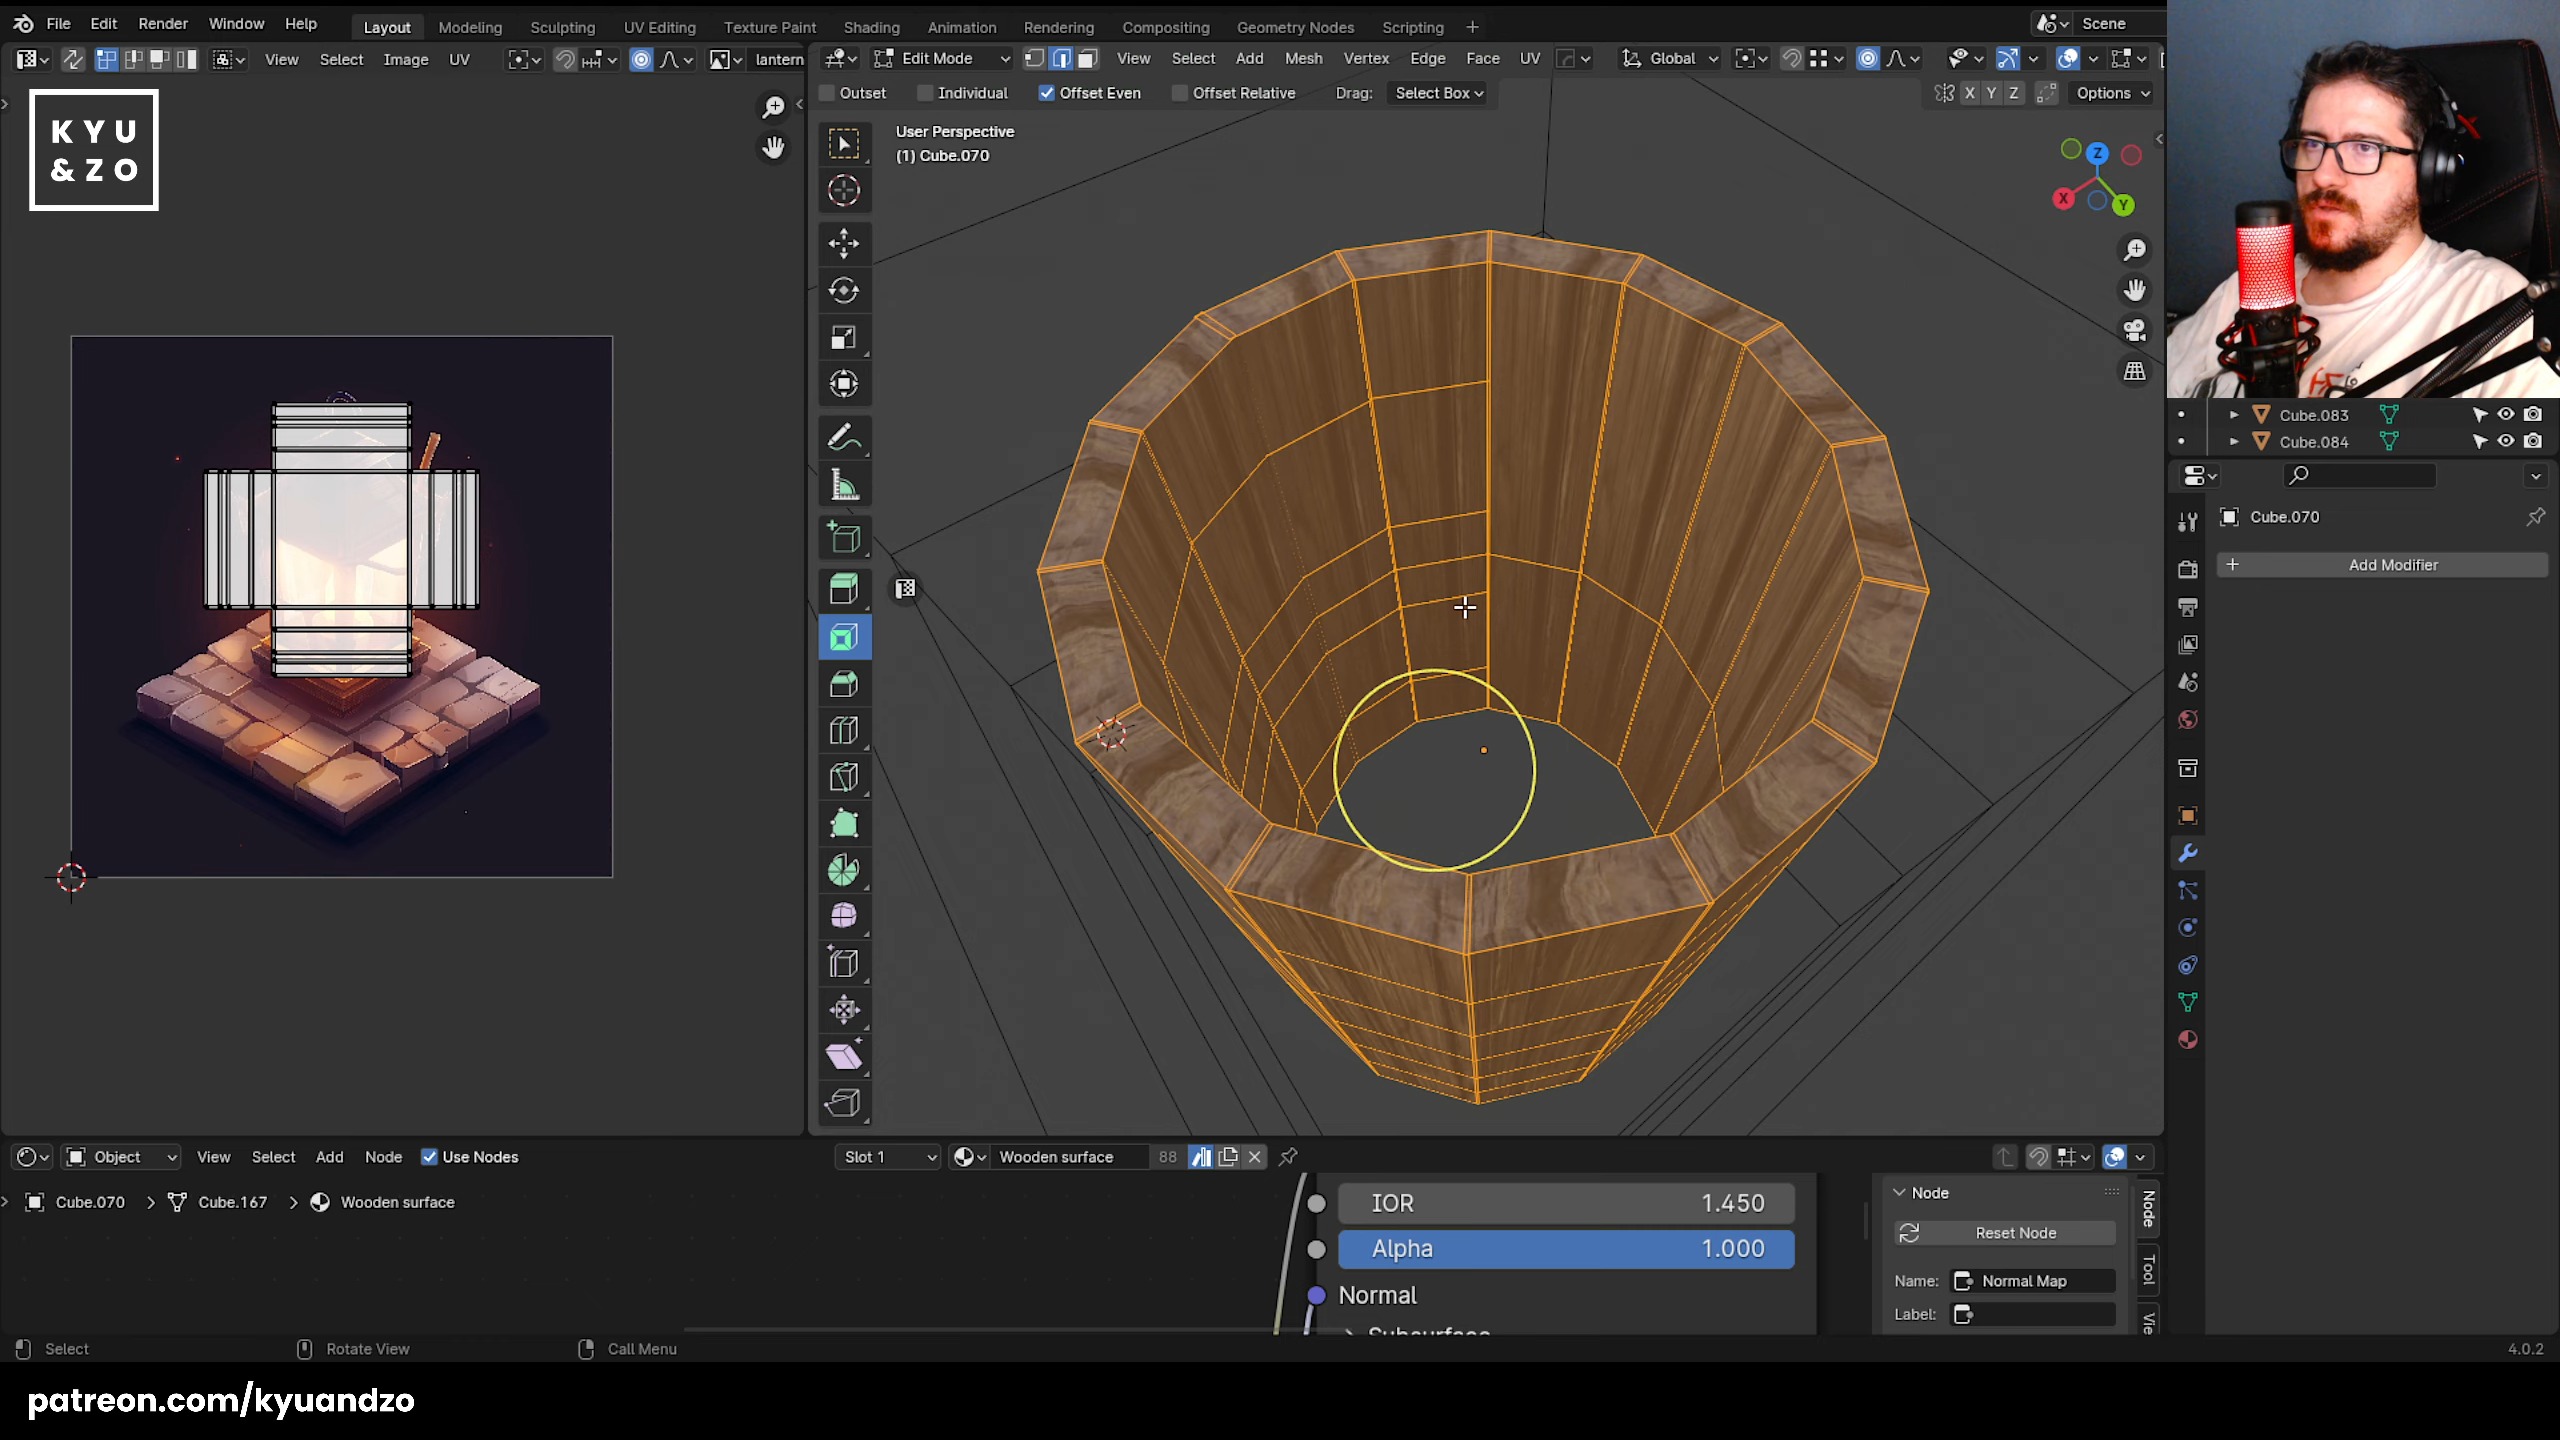 File Edit Render Window Help
Layout Modeling Sculpting UV Editing Texture Paint Shading Animation Rendering Compositing Geometry Nodes Scripting +
Scene
View Select Image UV
lantern
Edit Mode
View Select Add Mesh Vertex Edge Face UV
Global
Outset Individual Offset Even Offset Relative Drag: Select Box
X Y Z Options
KYU
&ZO
User Perspective
(1) Cube.070
Z
X
Y
Cube.083
Cube.084
Cube.070
+ Add Modifier
Object View Select Add Node Use Nodes
Slot 1
Wooden surface 88
Cube.070 > Cube.167 > Wooden surface
IOR 1.450
Alpha 1.000
Normal
Subsurface
Node
Reset Node
Name: Normal Map
Label:
Node
Tool
Vie
Select Rotate View Call Menu
4.0.2
patreon.com/kyuandzo